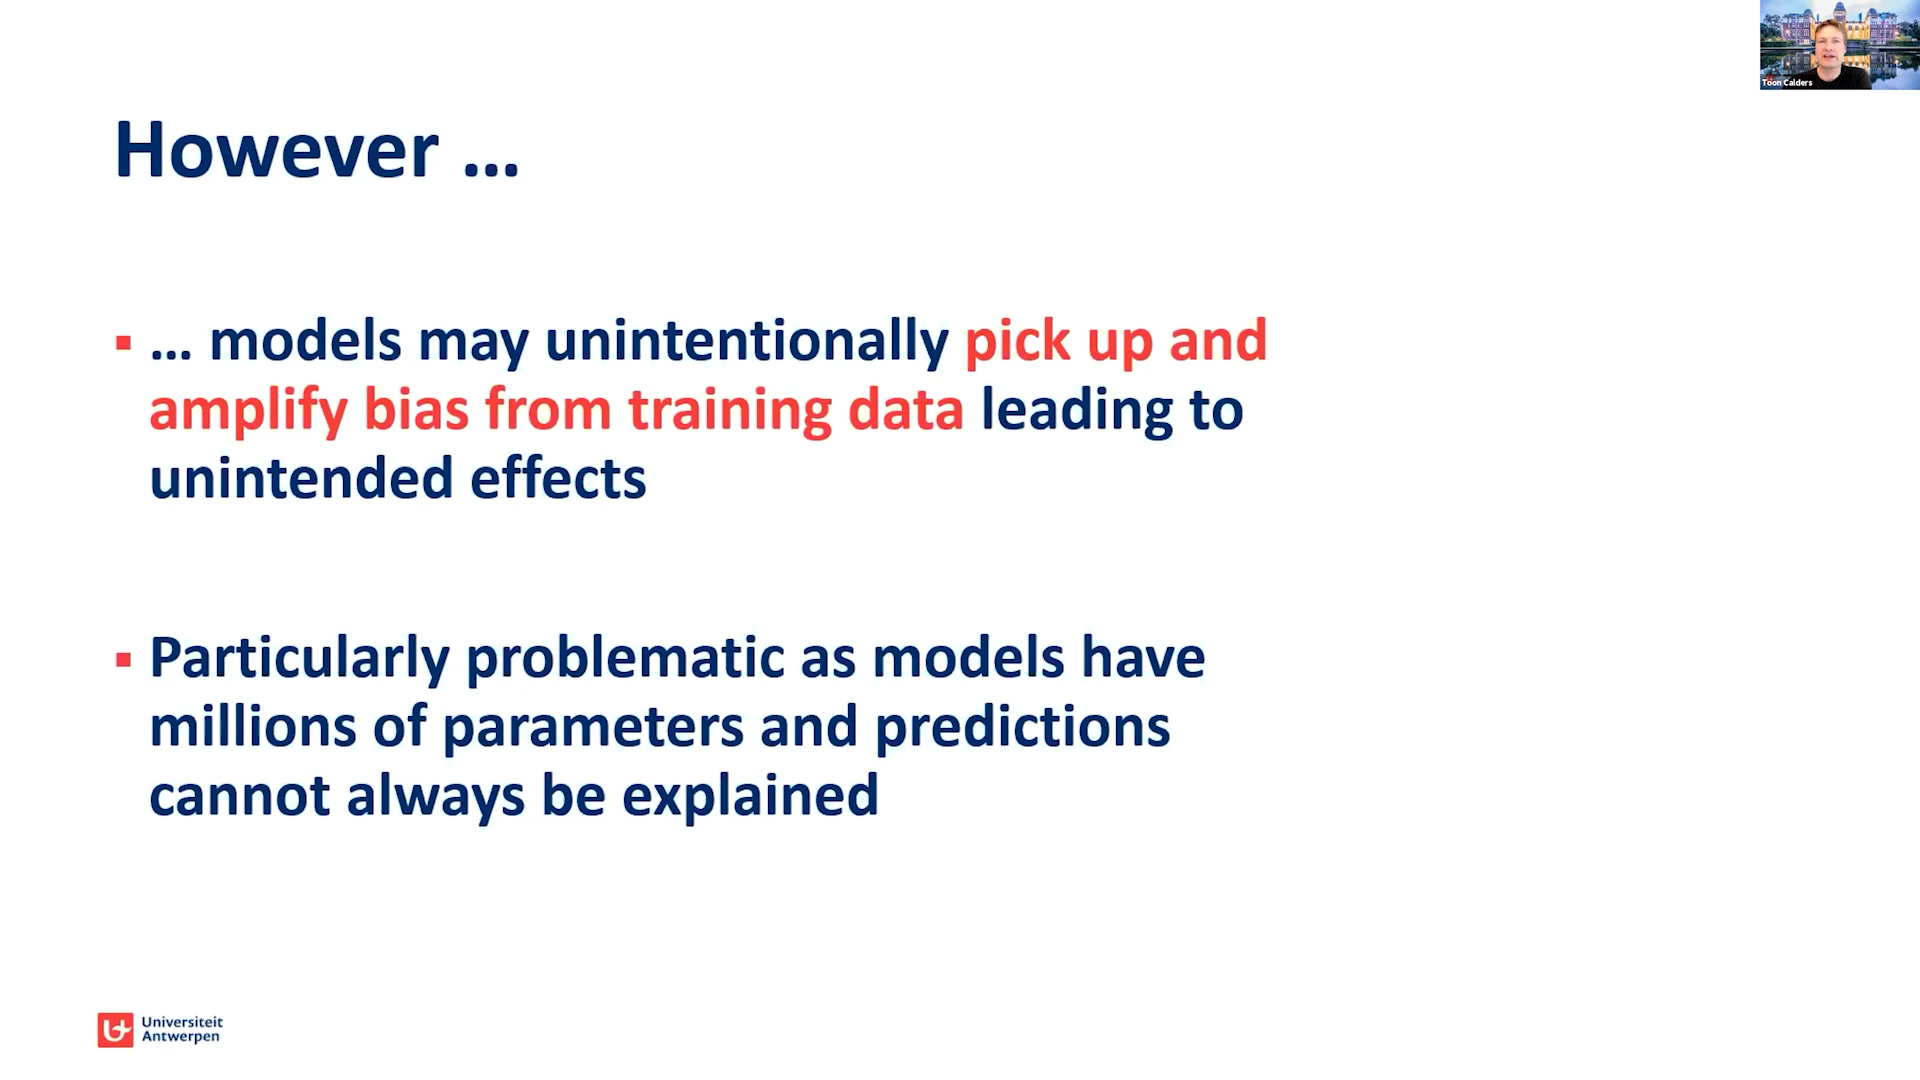 Toon Calders
However ...
... models may unintentionally pick up and
amplify bias from training data leading to
unintended effects
Particularly problematic as models have
millions of parameters and predictions
cannot always be explained
Universiteit
Antwerpen